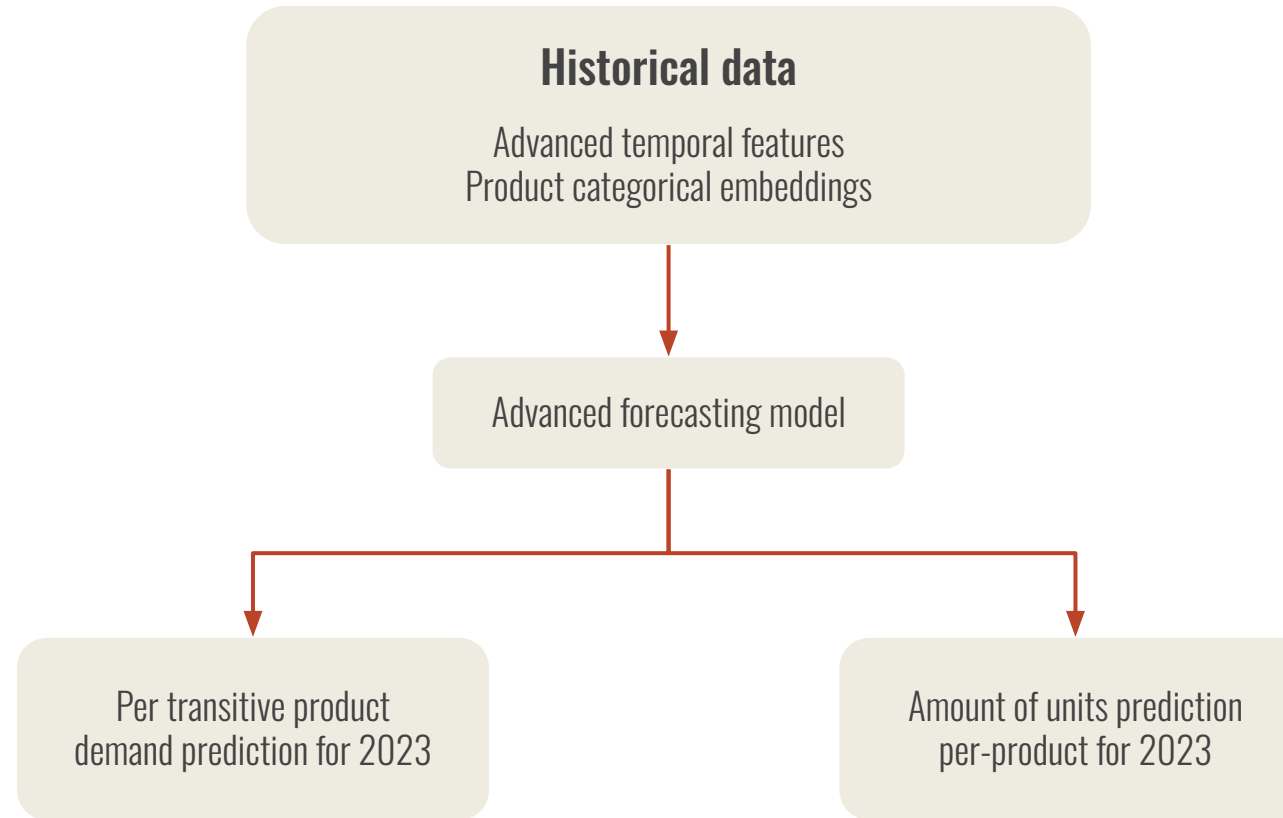 Historical data
Advanced temporal features
Product categorical embeddings
Advanced forecasting model
Per transitive product
demand prediction for 2023
Amount of units prediction
per-product for 2023